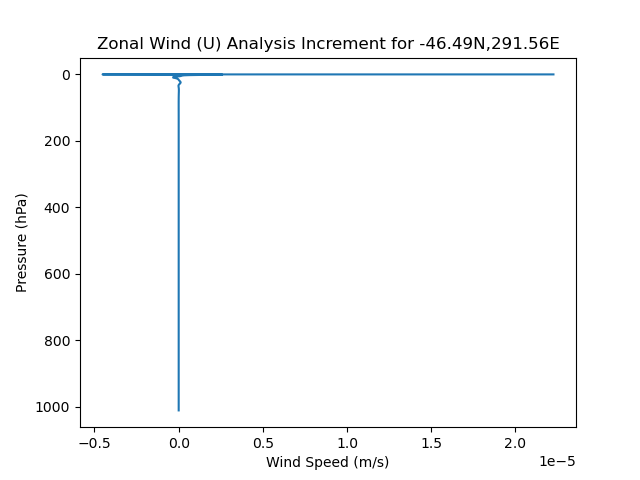 Zonal Wind (U) Analysis Increment for -46.49N,291.56E
0
200
400
600
800
1000
Pressure (hPa)
−0.5 0.0 0.5 1.0 1.5 2.0
1e−5
Wind Speed (m/s)